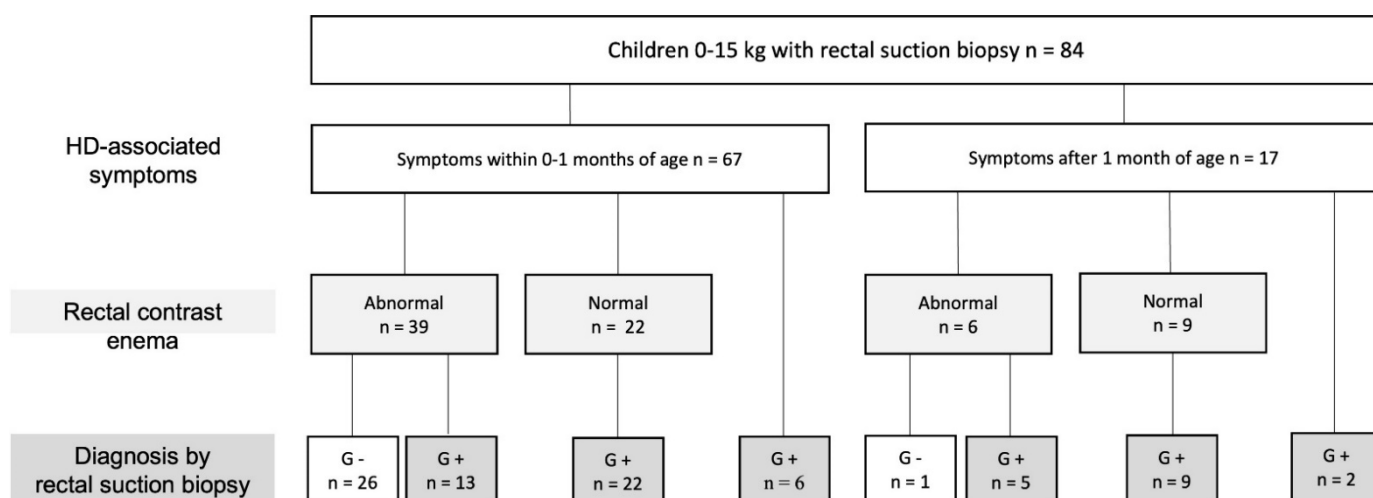 Children 0-15 kg with rectal suction biopsy n = 84
HD-associated
symptoms
Symptoms within 0-1 months of age n = 67
Symptoms after 1 month of age n = 17
Rectal contrast
enema
Abnormal
n = 39
Normal
n = 22
Abnormal
n = 6
Normal
n = 9
Diagnosis by
rectal suction biopsy
G -
n = 26
G +
n = 13
G +
n = 22
G +
n = 6
G -
n = 1
G +
n = 5
G +
n = 9
G +
n = 2